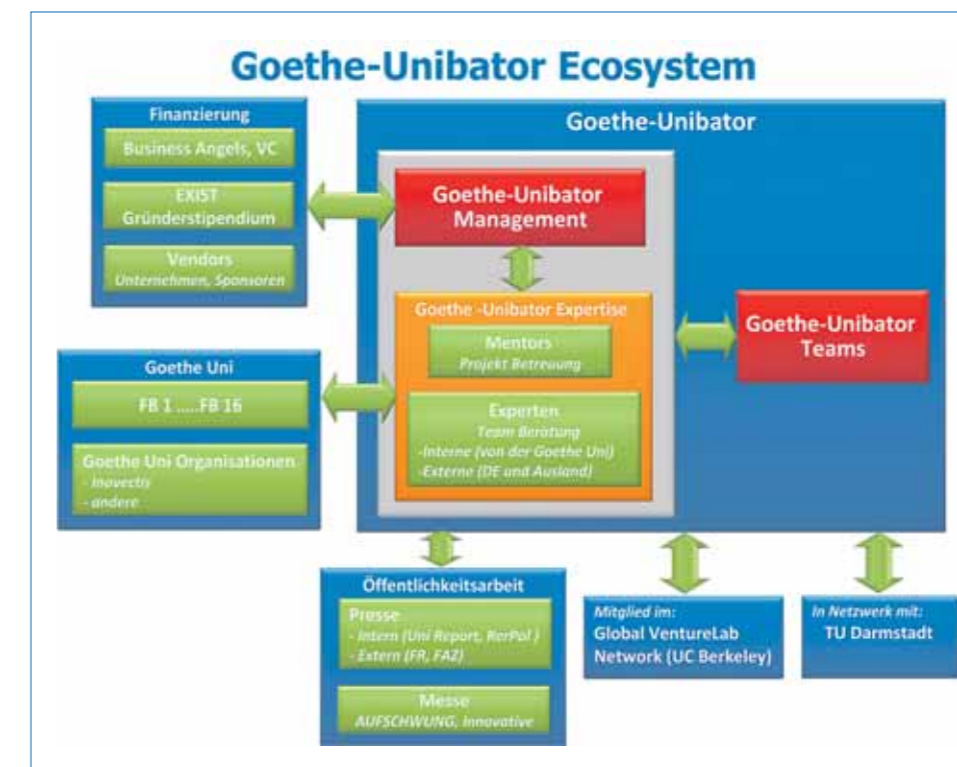 Goethe-Unibator Ecosystem
Finanzierung
Business Angels, VC
EXIST
Gründerstipendium
Vendors
Unternehmen, Sponsoren
Goethe Uni
FB 1 .....FB 16
Goethe Uni Organisationen
- Inovectis
- andere
Goethe-Unibator
Goethe-Unibator
Management
Goethe -Unibator Expertise
Mentors
Projekt Betreuung
Experten
Team Beratung
-Interne (von der Goethe Uni)
-Externe (DE und Ausland)
Goethe-Unibator
Teams
Öffentlichkeitsarbeit
Presse
- Intern (Uni Report, RerPol )
- Extern (FR, FAZ)
Messe
AUFSCHWUNG, Innovative
Mitglied im:
Global VentureLab
Network (UC Berkeley)
In Netzwerk mit:
TU Darmstadt